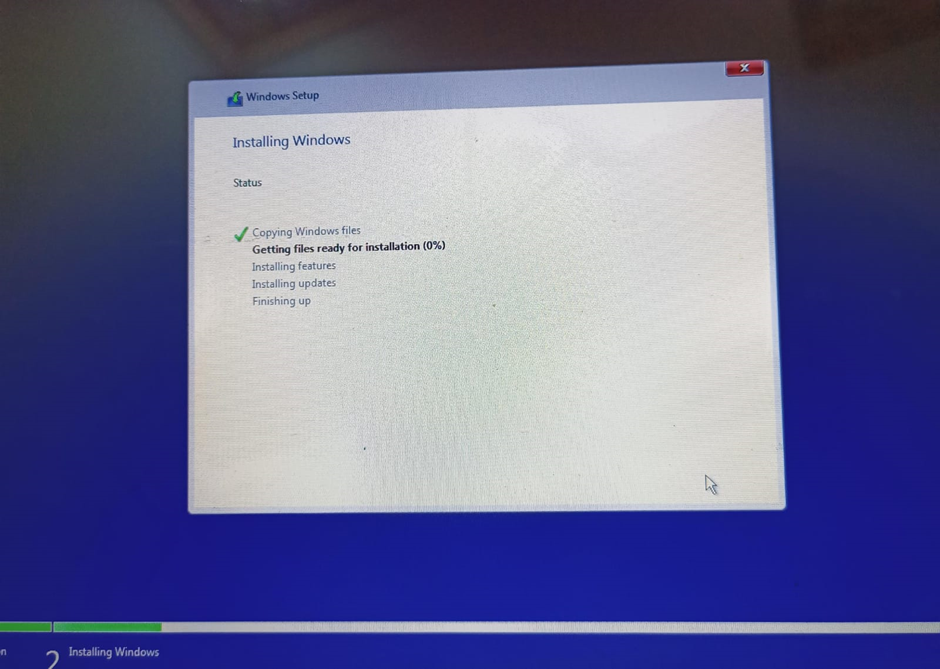 Windows Setup
Installing Windows
Status
Copying Windows files
Getting files ready for installation (0%)
Installing features
Installing updates
Finishing up
2 Installing Windows